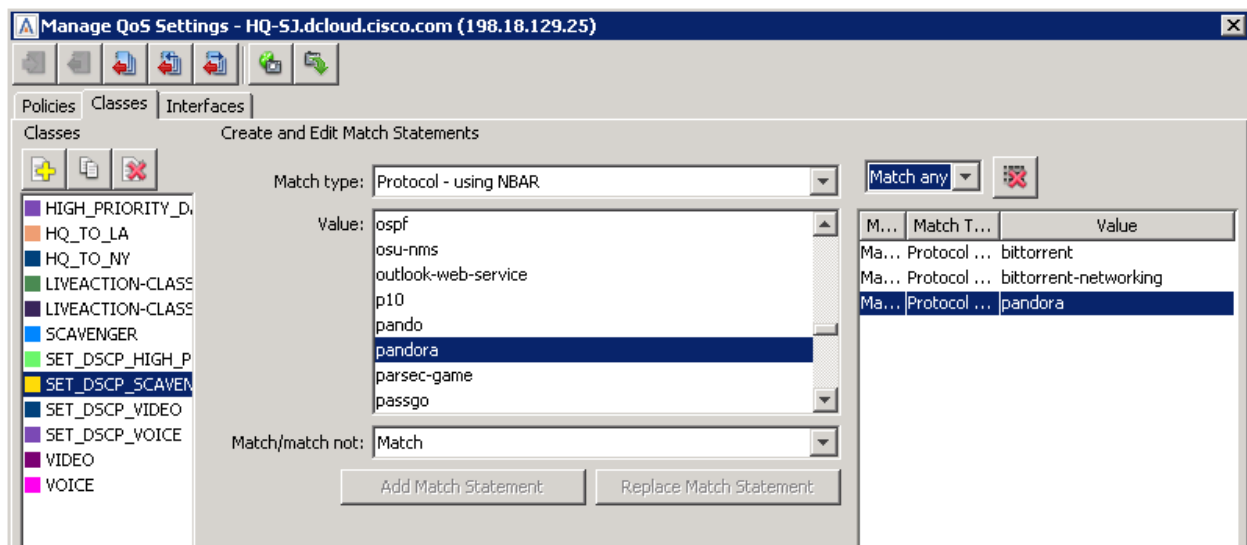 Manage QoS Settings - HQ-SJ.dcloud.cisco.com (198.18.129.25)
Policies Classes Interfaces
Classes
Create and Edit Match Statements
HIGH_PRIORITY_D
HQ_TO_LA
HQ_TO_NY
LIVEACTION-CLASS
LIVEACTION-CLASS
SCAVENGER
SET_DSCP_HIGH_P
SET_DSCP_SCAVEN
SET_DSCP_VIDEO
SET_DSCP_VOICE
VIDEO
VOICE
Match type: Protocol - using NBAR
Value: ospf
osu-nms
outlook-web-service
p10
pando
pandora
parsec-game
passgo
Match/match not: Match
Add Match Statement Replace Match Statement
Match any
M... Match T... Value
Ma... Protocol ... bittorrent
Ma... Protocol ... bittorrent-networking
Ma... Protocol ... pandora